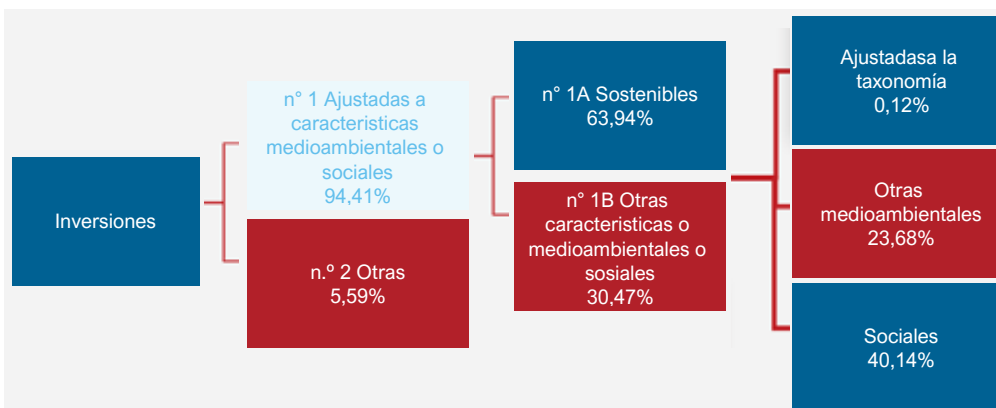 Inversiones
n° 1 Ajustadas a
caracteristicas
medioambientales o
sociales
94,41%
n.º 2 Otras
5,59%
n° 1A Sostenibles
63,94%
n° 1B Otras
caracteristicas o
medioambientales o
sosiales
30,47%
Ajustadasa la
taxonomía
0,12%
Otras
medioambientales
23,68%
Sociales
40,14%